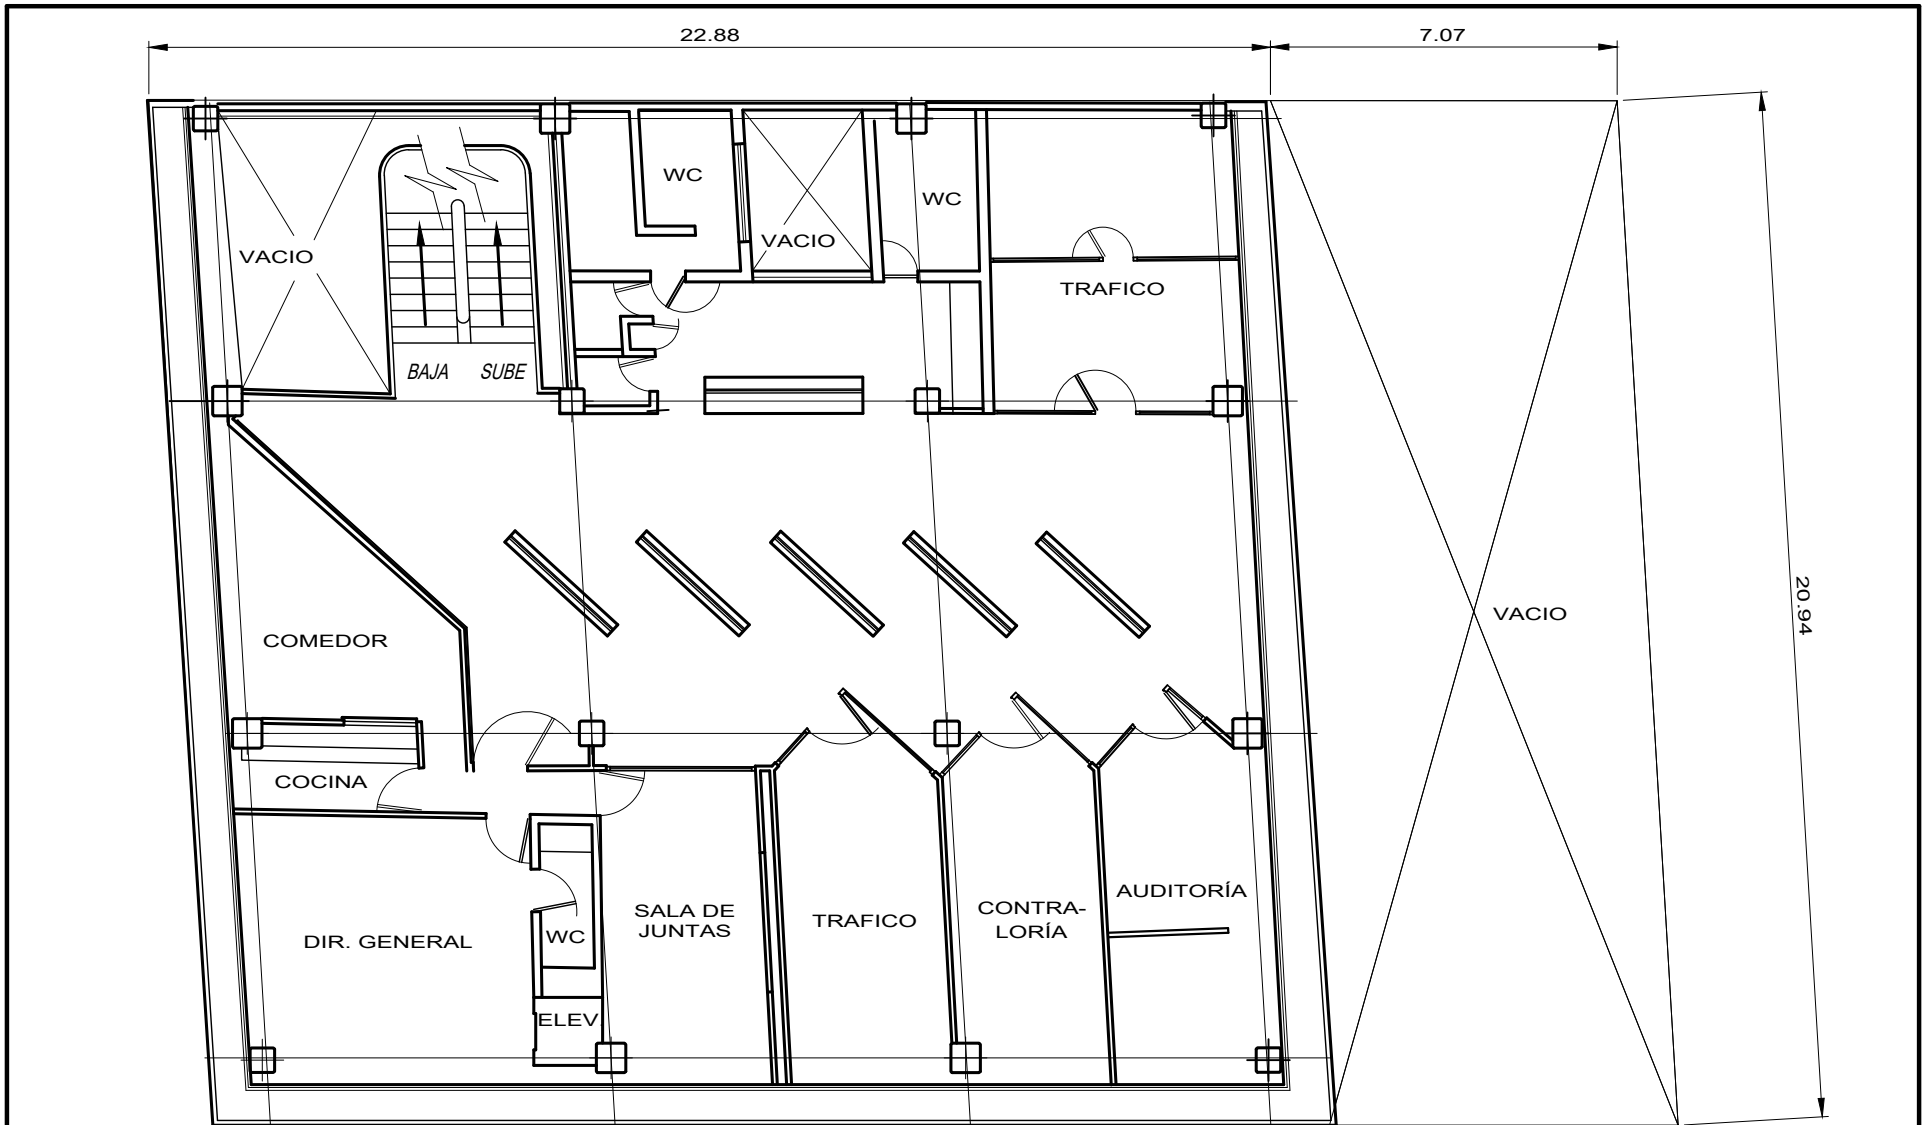 22.88
7.07
WC
WC
VACIO
VACIO
TRAFICO
BAJA
SUBE
20.94
VACIO
COMEDOR
COCINA
AUDITORÍA
SALA DE
JUNTAS
TRAFICO
CONTRA-
LORÍA
DIR. GENERAL
WC
ELEV.